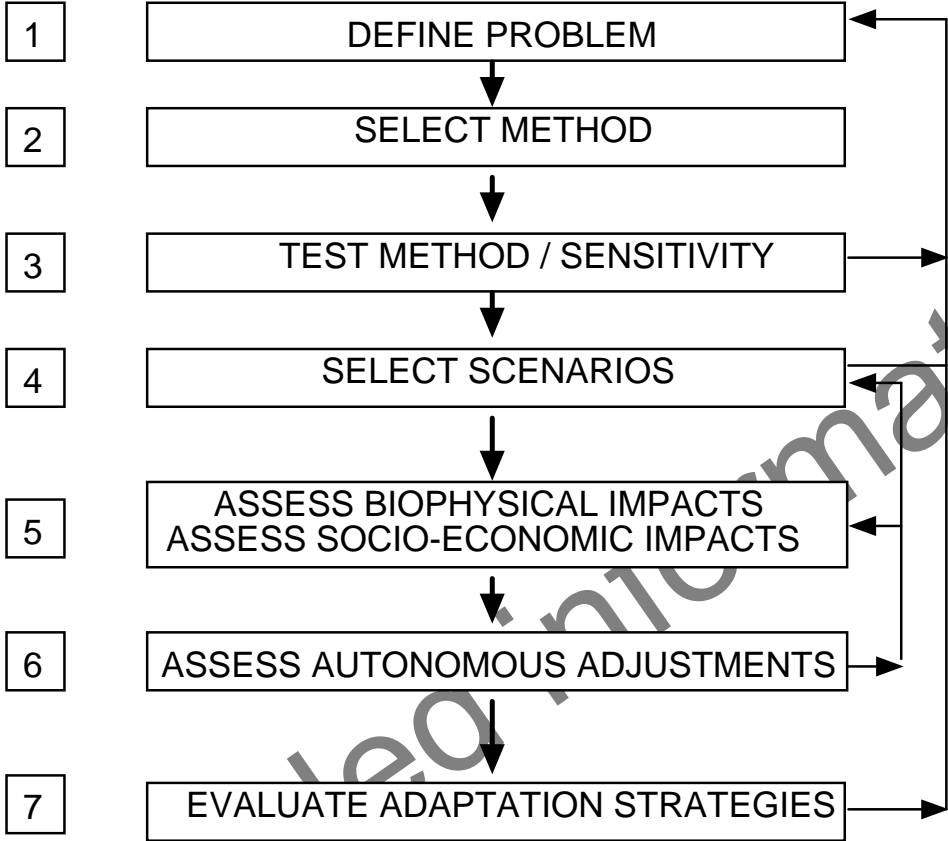 1
DEFINE PROBLEM
2
SELECT METHOD
3
TEST METHOD / SENSITIVITY
4
SELECT SCENARIOS
5
ASSESS BIOPHYSICAL IMPACTS
ASSESS SOCIO-ECONOMIC IMPACTS
6
ASSESS AUTONOMOUS ADJUSTMENTS
7
EVALUATE ADAPTATION STRATEGIES